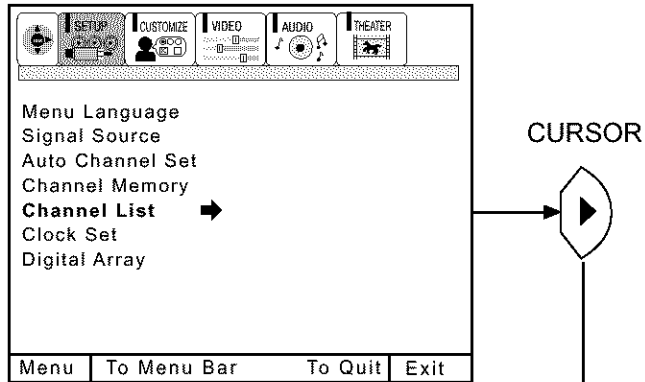 SETUP CUSTOMIZE VIDEO AUDIO THEATER
Menu Language
Signal Source
Auto Channel Set
Channel Memory
Channel List
Clock Set
Digital Array
Menu To Menu Bar To Quit Exit
CURSOR